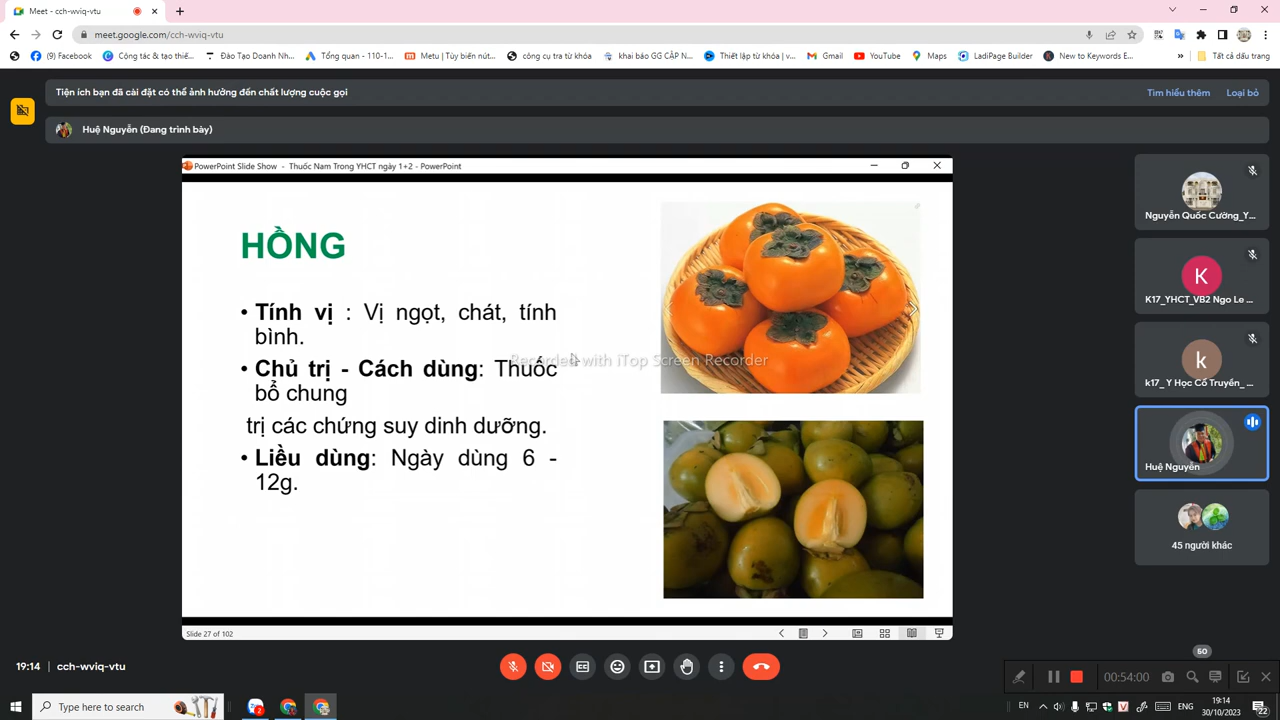 Meet - cch-wviq-vtu
meet.google.com/cch-wviq-vtu
(3) Facebook
Công tác & tạo thiế...
Đào Tạo Doanh Nh...
Tổng quan - 110-1...
Metu | Tùy biến nút...
công cụ tra từ khóa
khai báo GG CẶP N...
Thiết lập từ khóa | v...
Gmail
YouTube
Maps
LadiPage Builder
New to Keywords E...
»
Tất cả dấu trang
Tiện ích bạn đã cài đặt có thể ảnh hưởng đến chất lượng cuộc gọi
Tìm hiểu thêm
Loại bỏ
Huệ Nguyễn (Đang trình bày)
PowerPoint Slide Show - Thuốc Nam Trong YHCT ngày 1+2 - PowerPoint
HỒNG
• Tính vị : Vị ngọt, chát, tính
bình.
• Chủ trị - Cách dùng: Thuốc
bổ chung
trị các chứng suy dinh dưỡng.
• Liều dùng: Ngày dùng 6 -
12g.
Recorded with iTop Screen Recorder
Slide 27 of 102
Nguyễn Quốc Cường_Y...
K
K17_YHCT_VB2 Ngo Le ...
k
k17_ Y Học Cổ Truyền_ ...
Huệ Nguyễn
45 người khác
50
19:14
cch-wviq-vtu
00:54:00
Type here to search
2
EN
19:14
30/10/2023
22